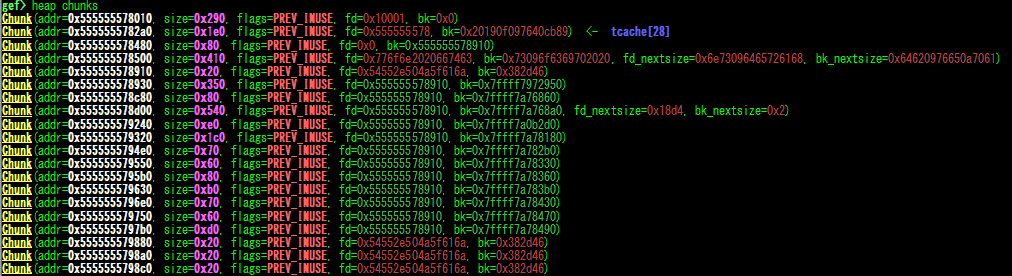 gef> heap chunks
Chunk(addr=0x555555578010, size=0x290, flags=PREV_INUSE, fd=0x10001, bk=0x0)
Chunk(addr=0x5555555782a0, size=0x1e0, flags=PREV_INUSE, fd=0x555555578, bk=0x20190f097640cb89)  <-  tcache[28]
Chunk(addr=0x555555578480, size=0x80, flags=PREV_INUSE, fd=0x0, bk=0x555555578910)
Chunk(addr=0x555555578500, size=0x410, flags=PREV_INUSE, fd=0x776f6e2020667463, bk=0x73096f6369702020, fd_nextsize=0x6e73096465726168, bk_nextsize=0x64620976650a7061)
Chunk(addr=0x555555578910, size=0x20, flags=PREV_INUSE, fd=0x54552e504a5f616a, bk=0x382d46)
Chunk(addr=0x555555578930, size=0x350, flags=PREV_INUSE, fd=0x555555578910, bk=0x7ffff7972950)
Chunk(addr=0x555555578c80, size=0x80, flags=PREV_INUSE, fd=0x555555578910, bk=0x7ffff7a76860)
Chunk(addr=0x555555578d00, size=0x540, flags=PREV_INUSE, fd=0x555555578910, bk=0x7ffff7a768a0, fd_nextsize=0x18d4, bk_nextsize=0x2)
Chunk(addr=0x555555579240, size=0xe0, flags=PREV_INUSE, fd=0x555555578910, bk=0x7ffff7a0b2d0)
Chunk(addr=0x555555579320, size=0x1c0, flags=PREV_INUSE, fd=0x555555578910, bk=0x7ffff7a78180)
Chunk(addr=0x5555555794e0, size=0x70, flags=PREV_INUSE, fd=0x555555578910, bk=0x7ffff7a782b0)
Chunk(addr=0x555555579550, size=0x60, flags=PREV_INUSE, fd=0x555555578910, bk=0x7ffff7a78330)
Chunk(addr=0x5555555795b0, size=0x80, flags=PREV_INUSE, fd=0x555555578910, bk=0x7ffff7a78360)
Chunk(addr=0x555555579630, size=0xb0, flags=PREV_INUSE, fd=0x555555578910, bk=0x7ffff7a783b0)
Chunk(addr=0x5555555796e0, size=0x70, flags=PREV_INUSE, fd=0x555555578910, bk=0x7ffff7a78430)
Chunk(addr=0x555555579750, size=0x60, flags=PREV_INUSE, fd=0x555555578910, bk=0x7ffff7a78470)
Chunk(addr=0x5555555797b0, size=0xd0, flags=PREV_INUSE, fd=0x555555578910, bk=0x7ffff7a78490)
Chunk(addr=0x555555579880, size=0x20, flags=PREV_INUSE, fd=0x54552e504a5f616a, bk=0x382d46)
Chunk(addr=0x5555555798a0, size=0x20, flags=PREV_INUSE, fd=0x54552e504a5f616a, bk=0x382d46)
Chunk(addr=0x5555555798c0, size=0x20, flags=PREV_INUSE, fd=0x54552e504a5f616a, bk=0x382d46)